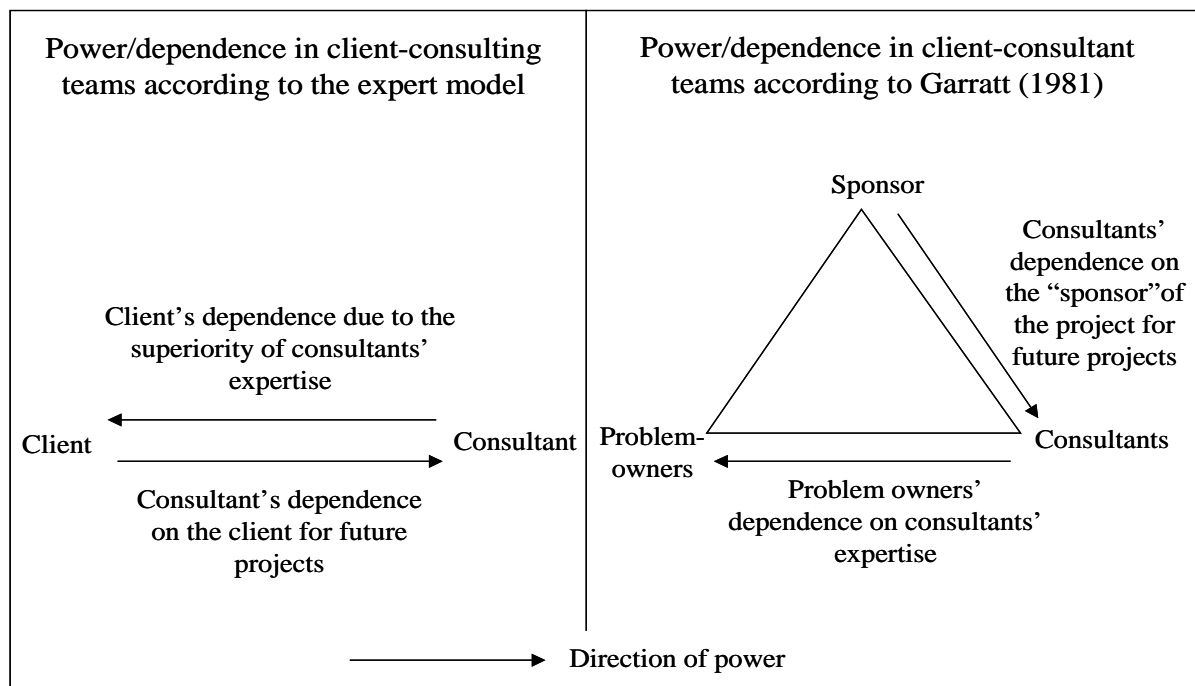 Power/dependence in client-consulting
teams according to the expert model
Client’s dependence due to the
superiority of consultants’
expertise
Client
Consultant
Consultant’s dependence
on the client for future
projects
Power/dependence in client-consultant
teams according to Garratt (1981)
Sponsor
Consultants’
dependence on
the “sponsor”of
the project for
future projects
Problem-
owners
Consultants
Problem owners’
dependence on consultants’
expertise
Direction of power